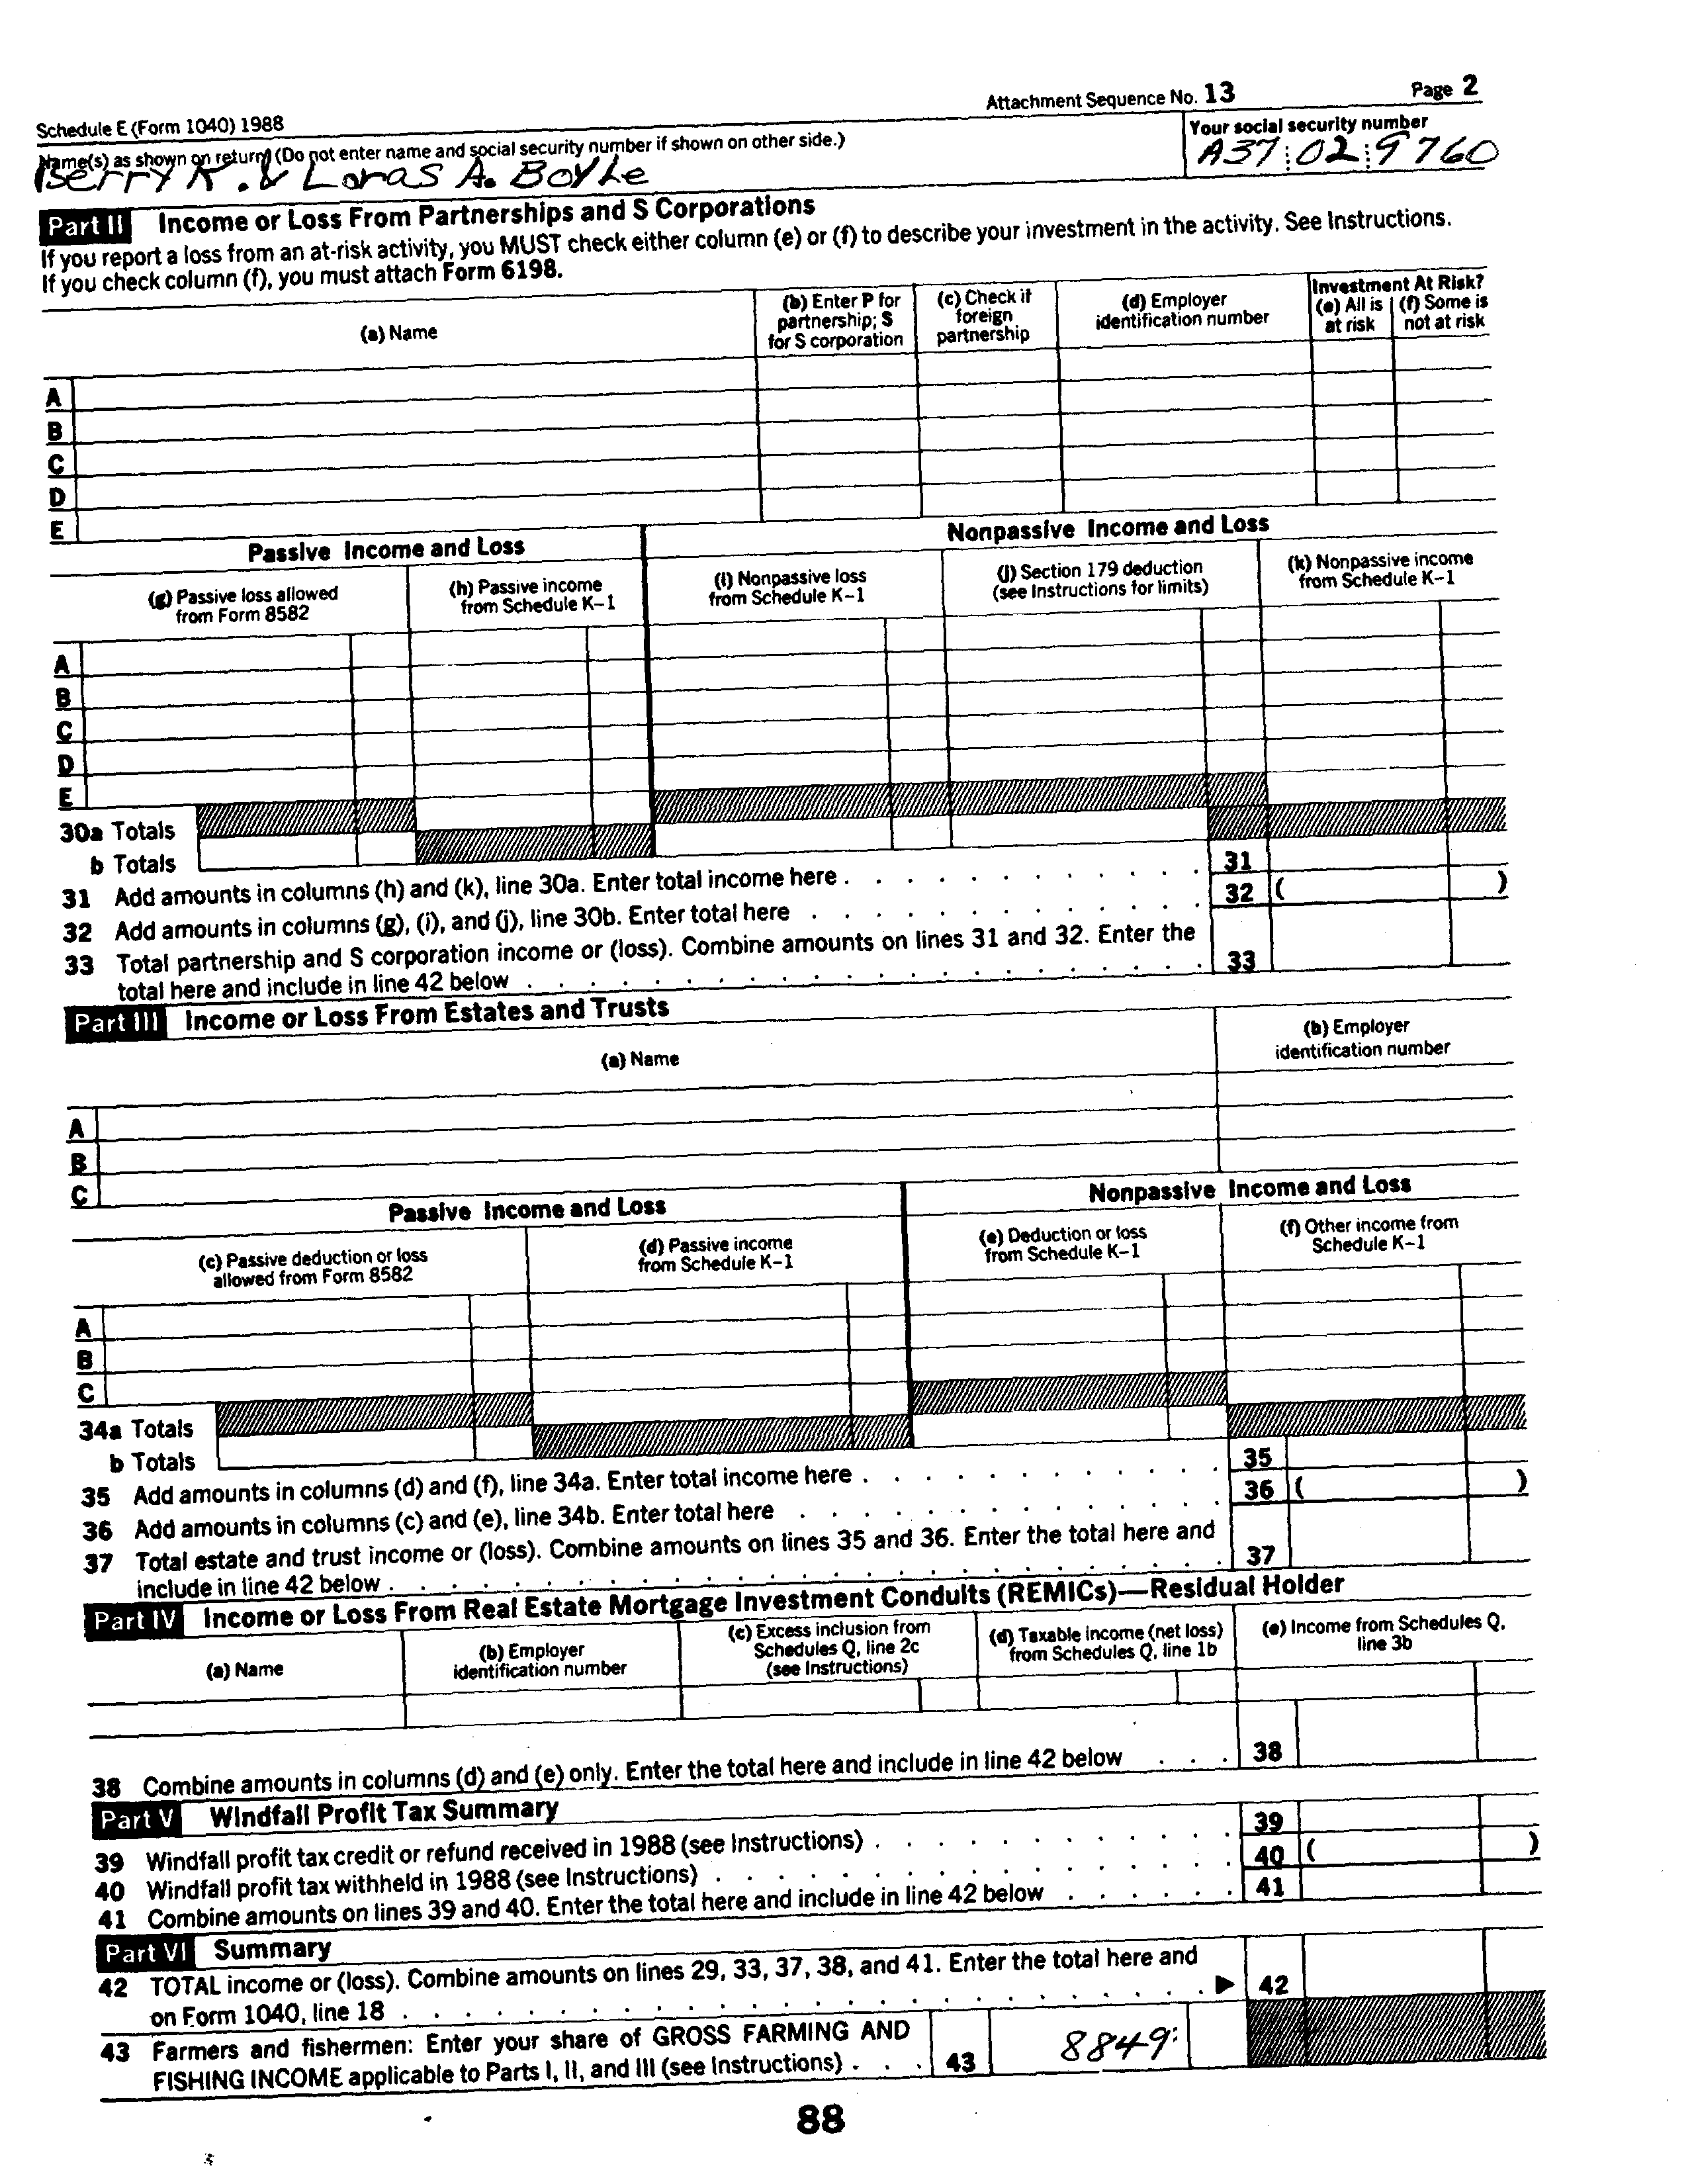 Attachment Sequence No. 13 Page 2
Schedule E (Form 1040) 1988
Name(s) as shown on return (Do not enter name and social security number if shown on other side.)
Your social security number
Berry K. & Loras A. Boyle
A37 02 9760
Part II Income or Loss From Partnerships and S Corporations
If you report a loss from an at-risk activity, you MUST check either column (e) or (f) to describe your investment in the activity. See Instructions.
If you check column (f), you must attach Form 6198.
(a) Name
(b) Enter P for partnership; S for S corporation
(c) Check if foreign partnership
(d) Employer identification number
Investment At Risk?
(e) All is at risk
(f) Some is not at risk
A
B
C
D
E
Passive Income and Loss
Nonpassive Income and Loss
(g) Passive loss allowed from Form 8582
(h) Passive income from Schedule K-1
(i) Nonpassive loss from Schedule K-1
(j) Section 179 deduction (see Instructions for limits)
(k) Nonpassive income from Schedule K-1
A
B
C
D
E
30a Totals
b Totals
31 Add amounts in columns (h) and (k), line 30a. Enter total income here . . . 31
32 Add amounts in columns (g), (i), and (j), line 30b. Enter total here . . . 32 ( )
33 Total partnership and S corporation income or (loss). Combine amounts on lines 31 and 32. Enter the
total here and include in line 42 below . . . 33
Part III Income or Loss From Estates and Trusts
(a) Name
(b) Employer identification number
A
B
C
Passive Income and Loss
Nonpassive Income and Loss
(c) Passive deduction or loss allowed from Form 8582
(d) Passive income from Schedule K-1
(e) Deduction or loss from Schedule K-1
(f) Other income from Schedule K-1
A
B
C
34a Totals
b Totals
35 Add amounts in columns (d) and (f), line 34a. Enter total income here . . . 35
36 Add amounts in columns (c) and (e), line 34b. Enter total here . . . 36 ( )
37 Total estate and trust income or (loss). Combine amounts on lines 35 and 36. Enter the total here and
include in line 42 below . . . 37
Part IV Income or Loss From Real Estate Mortgage Investment Conduits (REMICs)—Residual Holder
(a) Name
(b) Employer identification number
(c) Excess inclusion from Schedules Q, line 2c (see Instructions)
(d) Taxable income (net loss) from Schedules Q, line 1b
(e) Income from Schedules Q, line 3b
38 Combine amounts in columns (d) and (e) only. Enter the total here and include in line 42 below . . . 38
Part V Windfall Profit Tax Summary
39 Windfall profit tax credit or refund received in 1988 (see Instructions) . . . 39
40 Windfall profit tax withheld in 1988 (see Instructions) . . . 40 ( )
41 Combine amounts on lines 39 and 40. Enter the total here and include in line 42 below . . . 41
Part VI Summary
42 TOTAL income or (loss). Combine amounts on lines 29, 33, 37, 38, and 41. Enter the total here and
on Form 1040, line 18 . . . ▶ 42
43 Farmers and fishermen: Enter your share of GROSS FARMING AND
FISHING INCOME applicable to Parts I, II, and III (see Instructions) . . . 43 8849
88